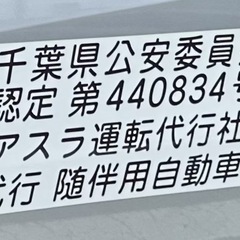 千葉県公安委員
認定 第440834号
アスラ運転代行社
代行 随伴用自動車